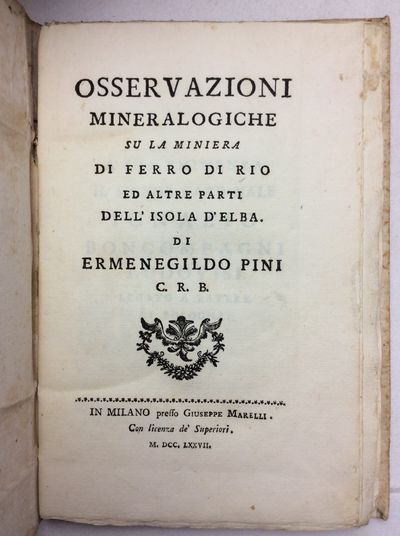 OSSERVAZIONI
MINERALOGICHE
SU LA MINIERA
DI FERRO DI RIO
ED ALTRE PARTI
DELL' ISOLA D'ELBA.
DI
ERMENEGILDO PINI
C. R. B.
IN MILANO presso GIUSEPPE MARELLI.
Con licenza de' Superiori.
M. DCC. LXXVII.